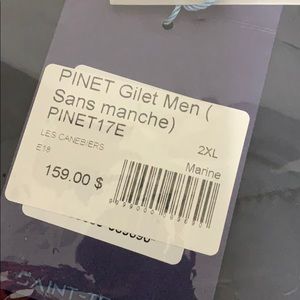 PINET Gilet Men (
Sans manche)
PINET17E
LES CANEBIERS
2XL
E18
Marine
159.00 $